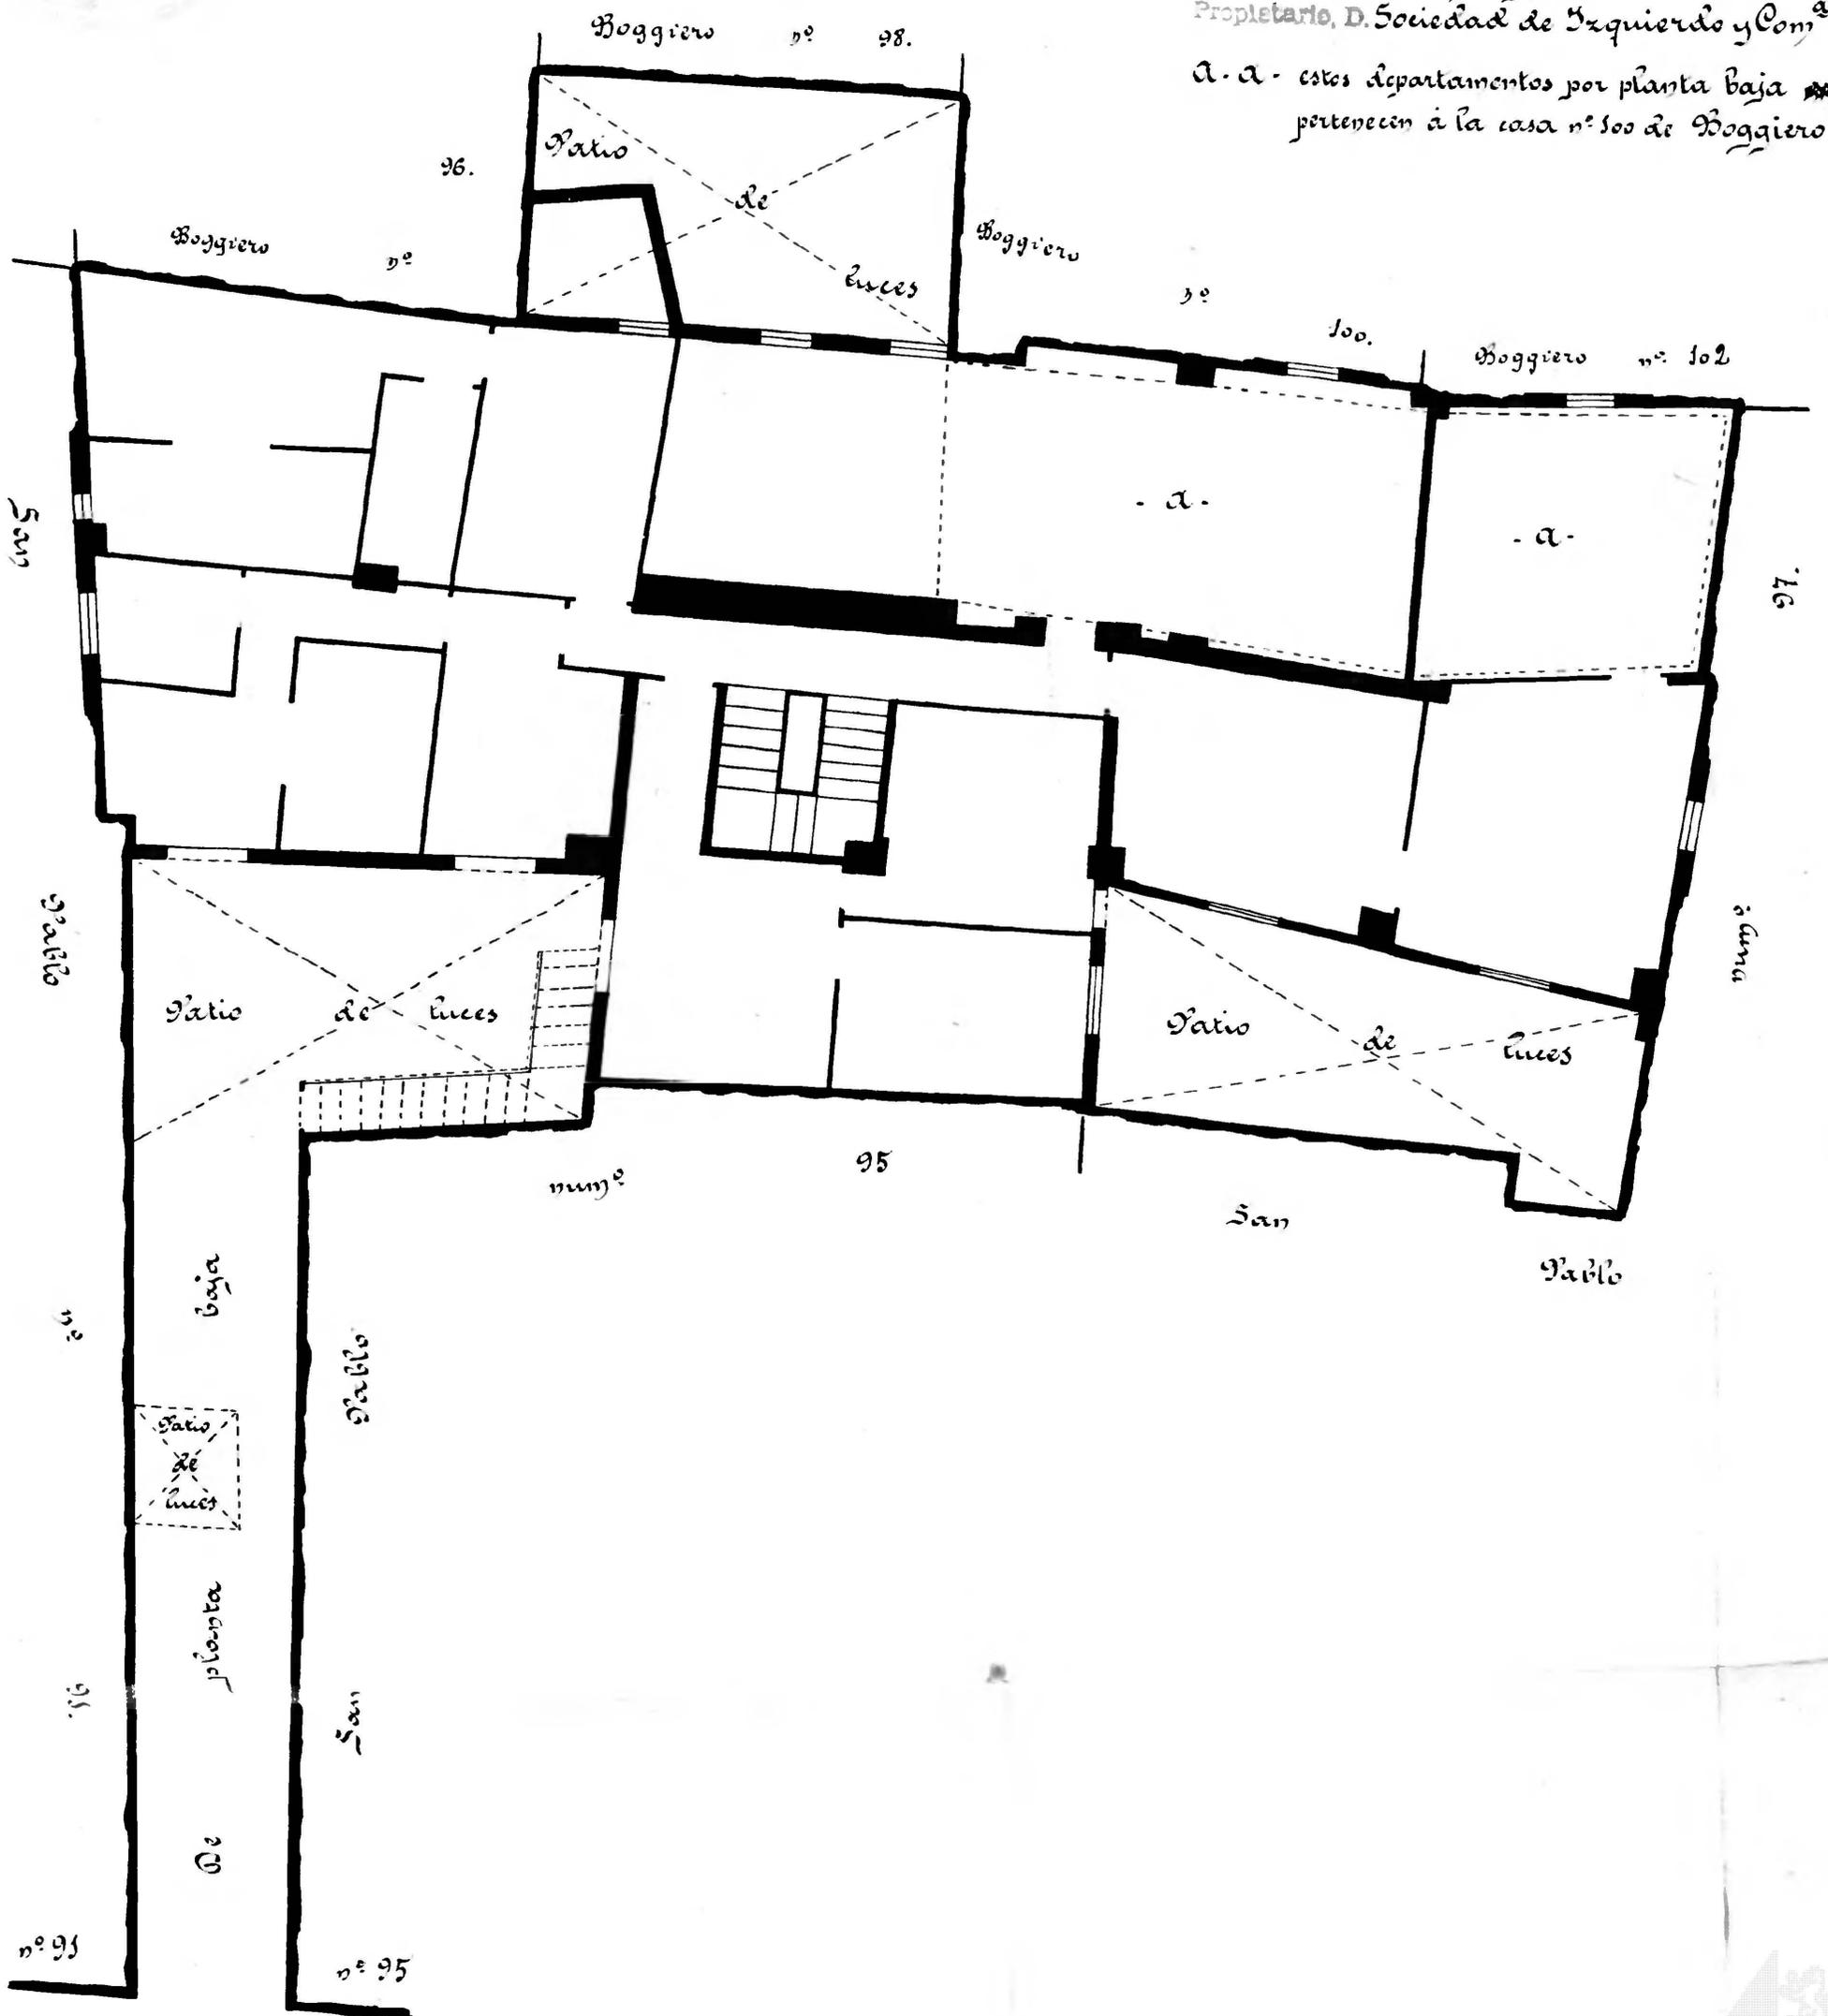 Propietario, D. Sociedad de Izquierdo y Comª
a. a - estos departamentos por planta baja
pertenecen á la casa nº 100 de Boggiero
Boggiero nº 98.
Boggiero nº 96.
Boggiero nº 100.
Boggiero nº 102
Patio de luces
- a -
- a -
San Pablo nº 91.
Patio de luces
Patio de luces
numº 95
San Pablo
San Pablo
De planta baja
Patio de luces
nº 91
nº 95